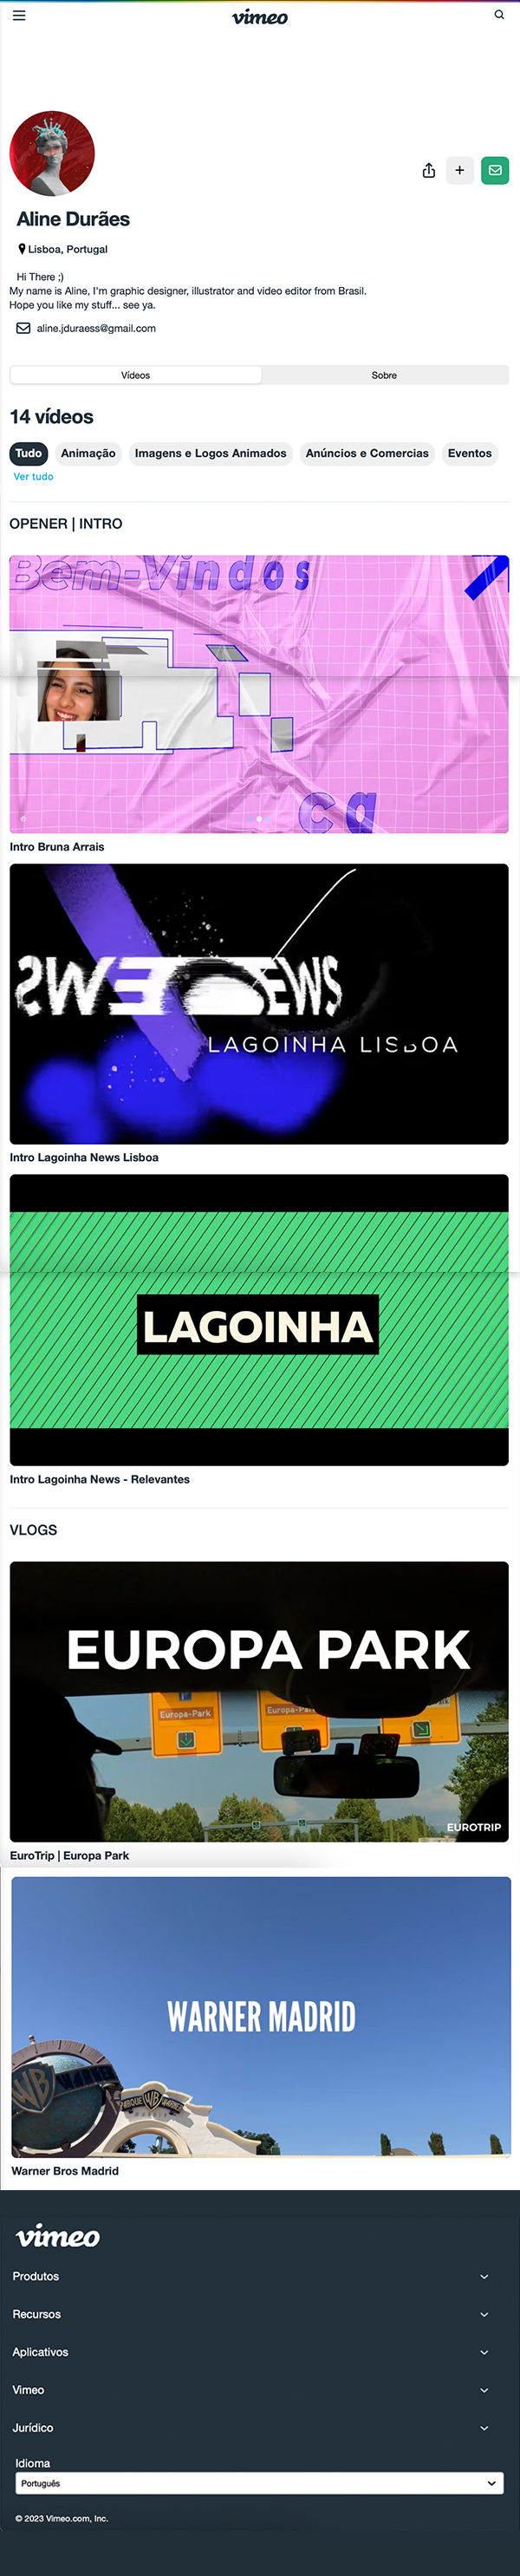 vimeo
Aline Durães
Lisboa, Portugal
Hi There ;)
My name is Aline, I'm graphic designer, illustrator and video editor from Brasil.
Hope you like my stuff... see ya.
aline.jduraess@gmail.com
Vídeos
Sobre
14 vídeos
Tudo
Animação
Imagens e Logos Animados
Anúncios e Comercias
Eventos
Ver tudo
OPENER | INTRO
Bem-Vindos
ca
Intro Bruna Arrais
EWS
LAGOINHA LISBOA
Intro Lagoinha News Lisboa
LAGOINHA
Intro Lagoinha News - Relevantes
VLOGS
EUROPA PARK
Europa-Park
Europa-Park
EUROTRIP
EuroTrip | Europa Park
WARNER MADRID
WB
PARQUE WB WARNER
Warner Bros Madrid
vimeo
Produtos
Recursos
Aplicativos
Vimeo
Jurídico
Idioma
Português
© 2023 Vimeo.com, Inc.